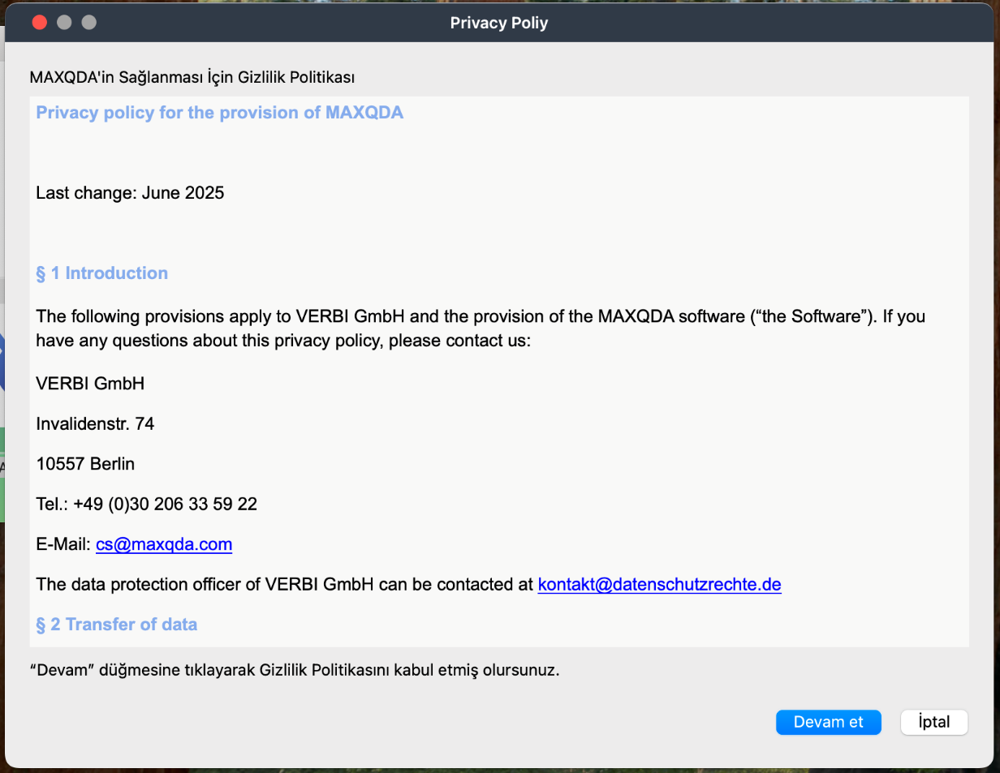 Privacy Poliy
MAXQDA'in Sağlanması İçin Gizlilik Politikası
Privacy policy for the provision of MAXQDA
Last change: June 2025
§ 1 Introduction
The following provisions apply to VERBI GmbH and the provision of the MAXQDA software (“the Software”). If you
have any questions about this privacy policy, please contact us:
VERBI GmbH
Invalidenstr. 74
10557 Berlin
Tel.: +49 (0)30 206 33 59 22
E-Mail: cs@maxqda.com
The data protection officer of VERBI GmbH can be contacted at kontakt@datenschutzrechte.de
§ 2 Transfer of data
“Devam” düğmesine tıklayarak Gizlilik Politikasını kabul etmiş olursunuz.
Devam et
İptal